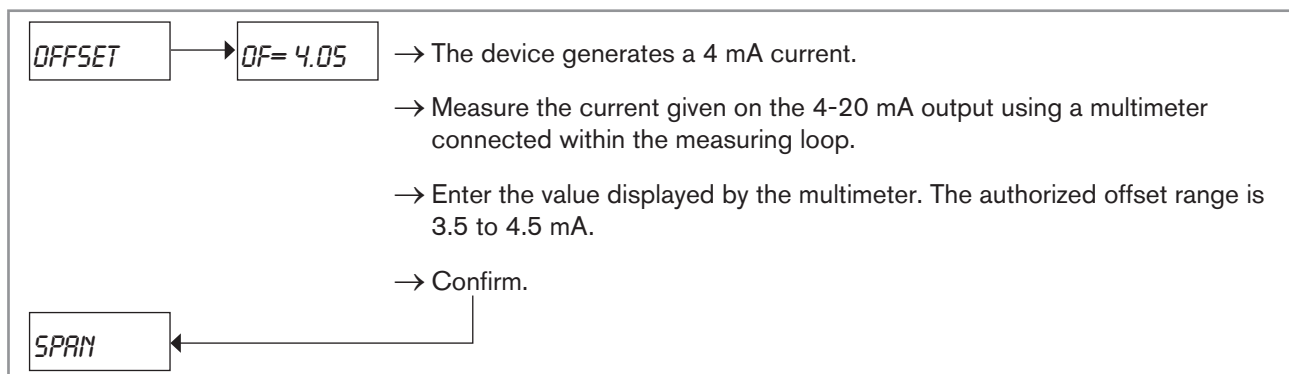 OFFSET
OF= 4.05
→ The device generates a 4 mA current.
→ Measure the current given on the 4-20 mA output using a multimeter
connected within the measuring loop.
→ Enter the value displayed by the multimeter. The authorized offset range is
3.5 to 4.5 mA.
→ Confirm.
SPAN